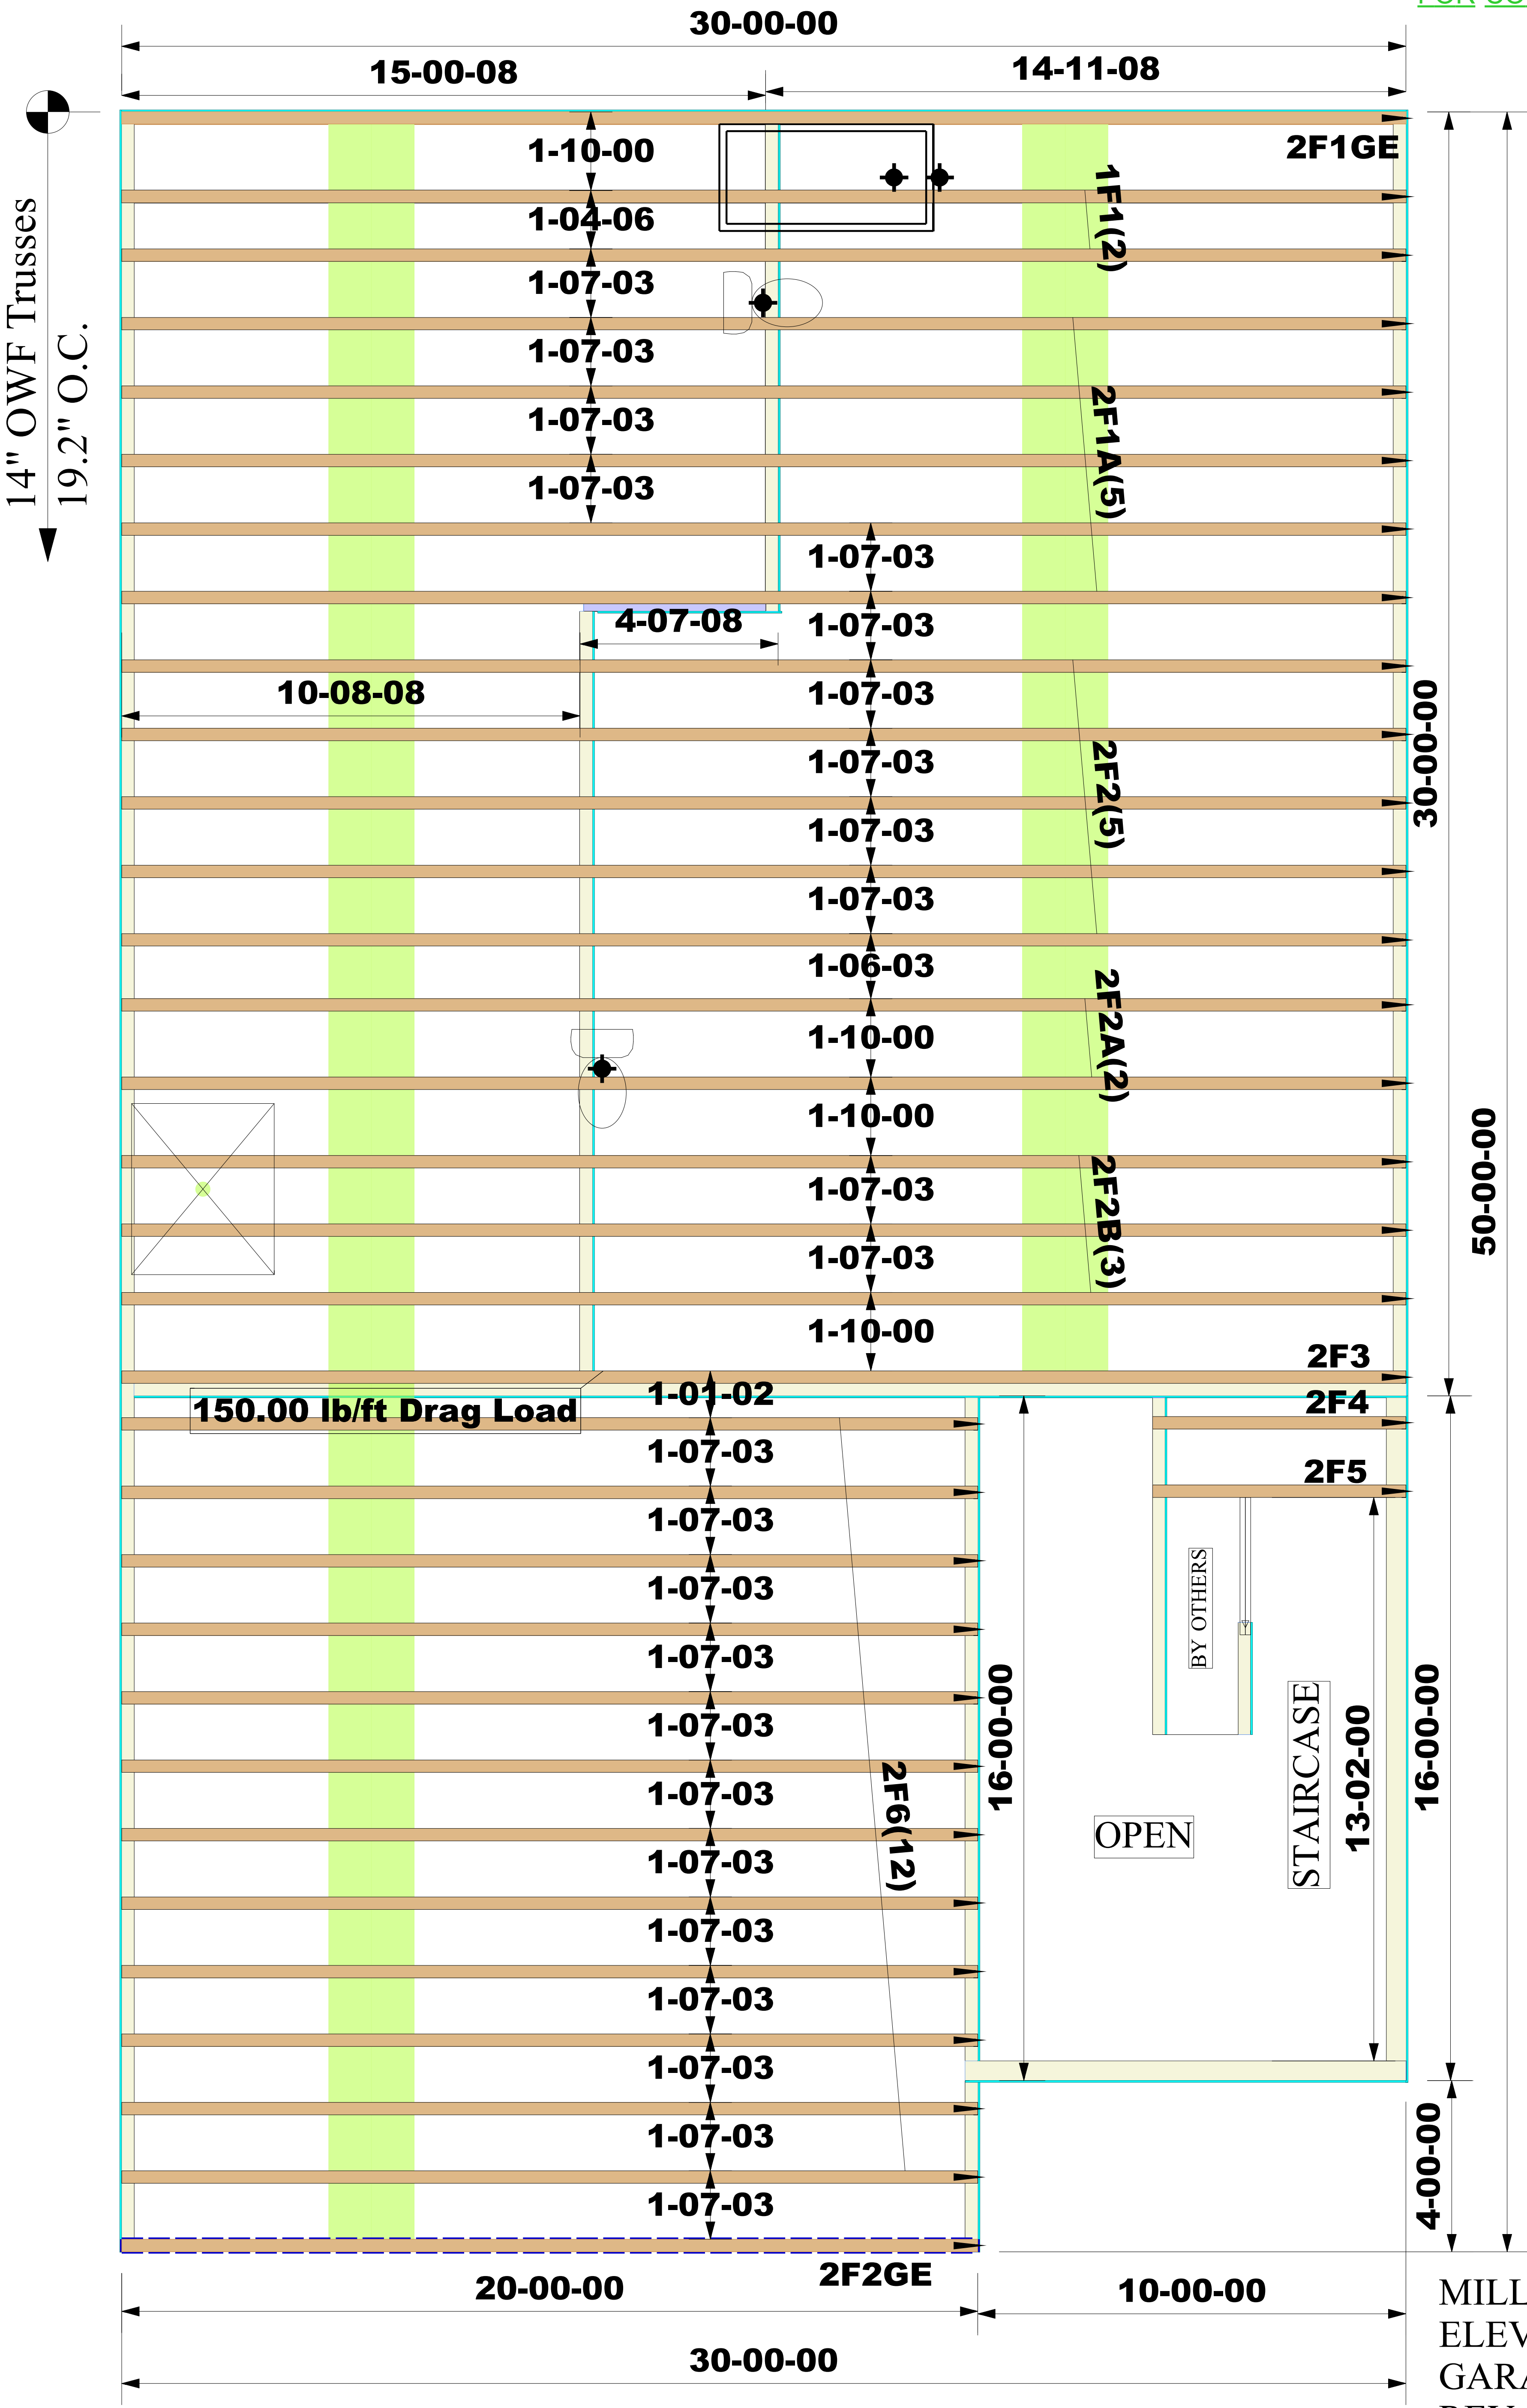 30-00-00
15-00-08
14-11-08
2F1GE
1-10-00
1F1(2)
1-04-06
14" OWF Trusses
19.2" O.C.
1-07-03
1-07-03
1-07-03
2F1A(5)
1-07-03
1-07-03
4-07-08
1-07-03
10-08-08
1-07-03
30-00-00
1-07-03
2F2(5)
1-07-03
1-07-03
1-06-03
2F2A(2)
1-10-00
1-10-00
50-00-00
1-07-03
2F2B(3)
1-07-03
1-10-00
2F3
150.00 lb/ft Drag Load
1-01-02
2F4
1-07-03
2F5
1-07-03
1-07-03
BY OTHERS
1-07-03
1-07-03
16-00-00
STAIRCASE
13-02-00
16-00-00
1-07-03
2F6(12)
OPEN
1-07-03
1-07-03
1-07-03
1-07-03
1-07-03
4-00-00
1-07-03
2F2GE
20-00-00
10-00-00
MILL
ELEV
GARA
30-00-00